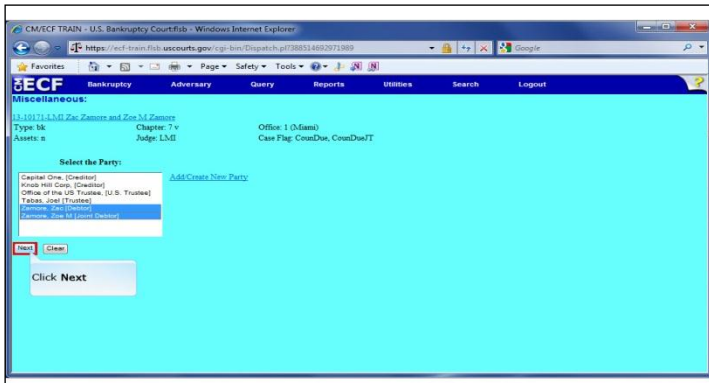 CM/ECF TRAIN - U.S. Bankruptcy Court:flsb - Windows Internet Explorer
https://ecf-train.flsb.uscourts.gov/cgi-bin/Dispatch.pl?388514692971989
Google
Favorites Page Safety Tools
ECF Bankruptcy Adversary Query Reports Utilities Search Logout
Miscellaneous:
13-10171-LMI Zac Zamore and Zoe M Zamore
Type: bk Chapter: 7 v Office: 1 (Miami)
Assets: n Judge: LMI Case Flag: CounDue, CounDueJT
Select the Party:
Capital One, [Creditor] Add/Create New Party
Knob Hill Corp, [Creditor]
Office of the US Trustee, [U.S. Trustee]
Tabas, Joel [Trustee]
Zamore, Zac [Debtor]
Zamore, Zoe M [Joint Debtor]
Next Clear
Click Next